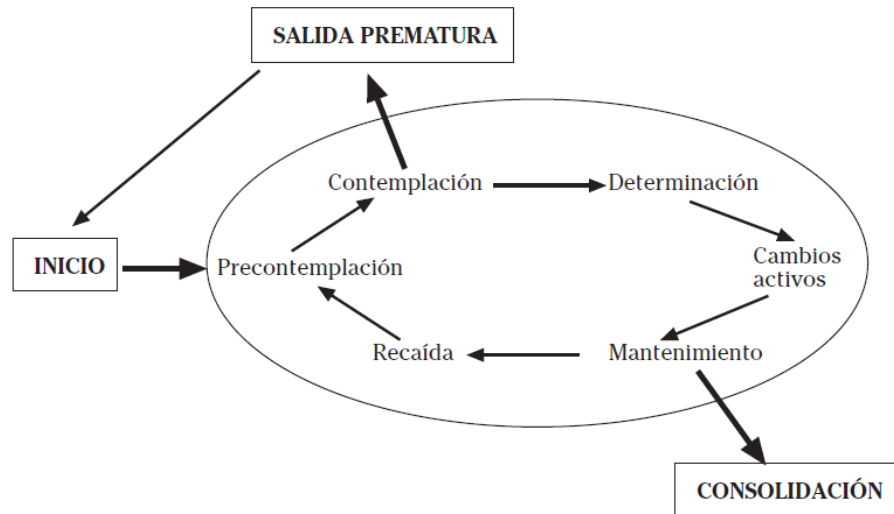 SALIDA PREMATURA
Contemplación
Determinación
INICIO
Precontemplación
Cambios
activos
Recaída
Mantenimiento
CONSOLIDACIÓN